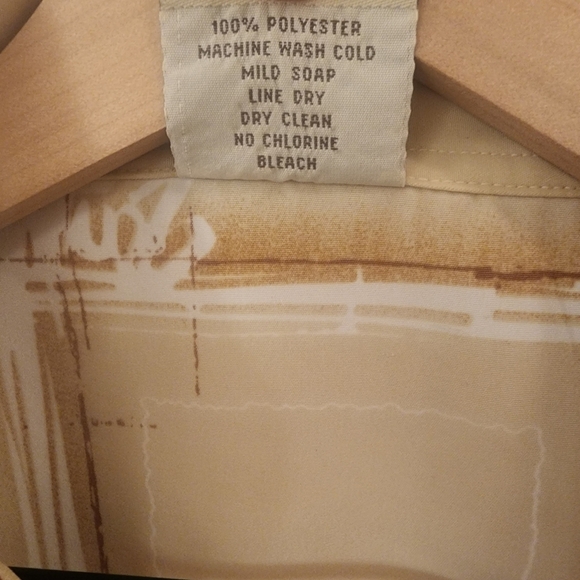 100% POLYESTER
MACHINE WASH COLD
MILD SOAP
LINE DRY
DRY CLEAN
NO CHLORINE
BLEACH